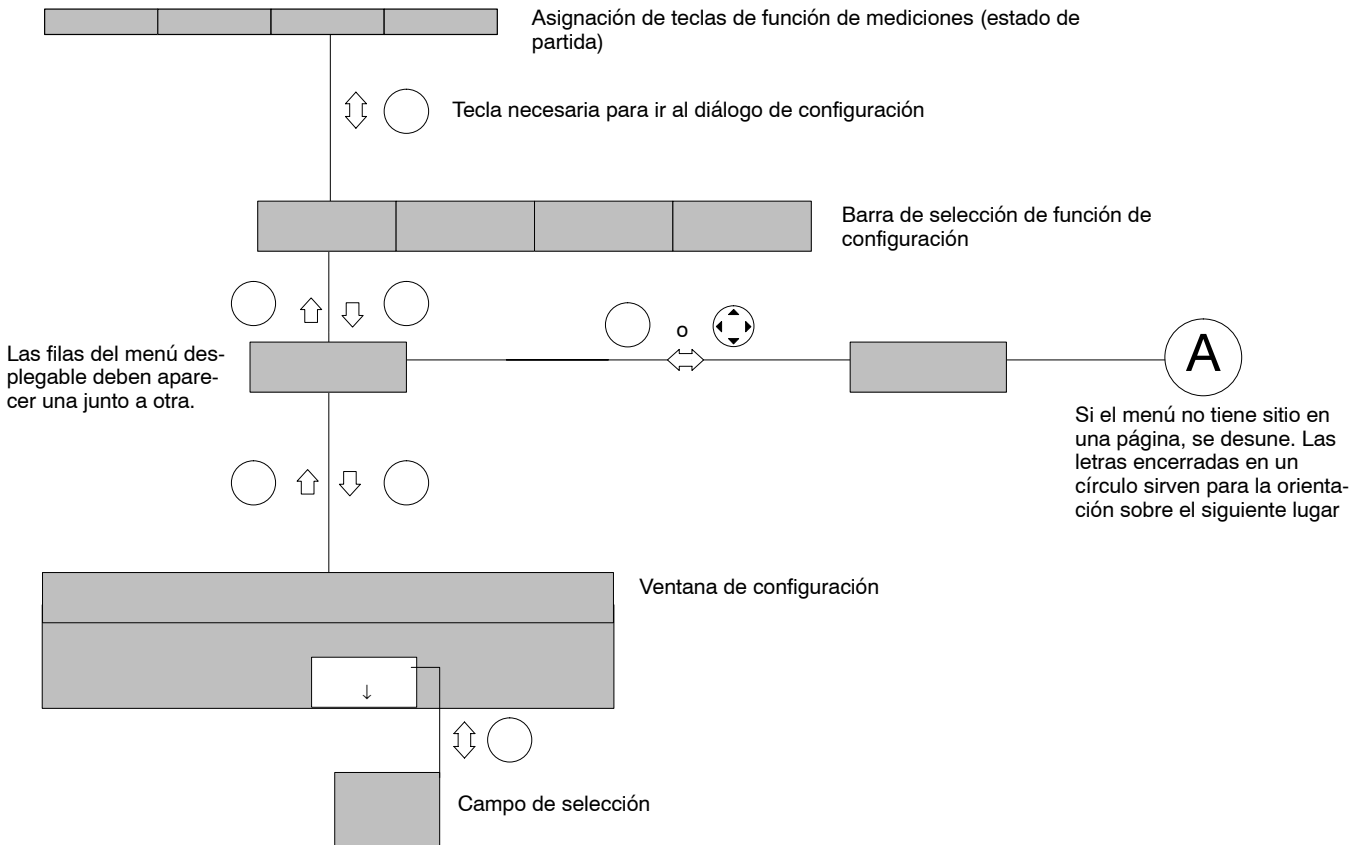 Asignación de teclas de función de mediciones (estado de
partida)
Tecla necesaria para ir al diálogo de configuración
Barra de selección de función de
configuración
o
Las filas del menú des-
plegable deben apare-
cer una junto a otra.
A
Si el menú no tiene sitio en
una página, se desune. Las
letras encerradas en un
círculo sirven para la orienta-
ción sobre el siguiente lugar
Ventana de configuración
↓
Campo de selección